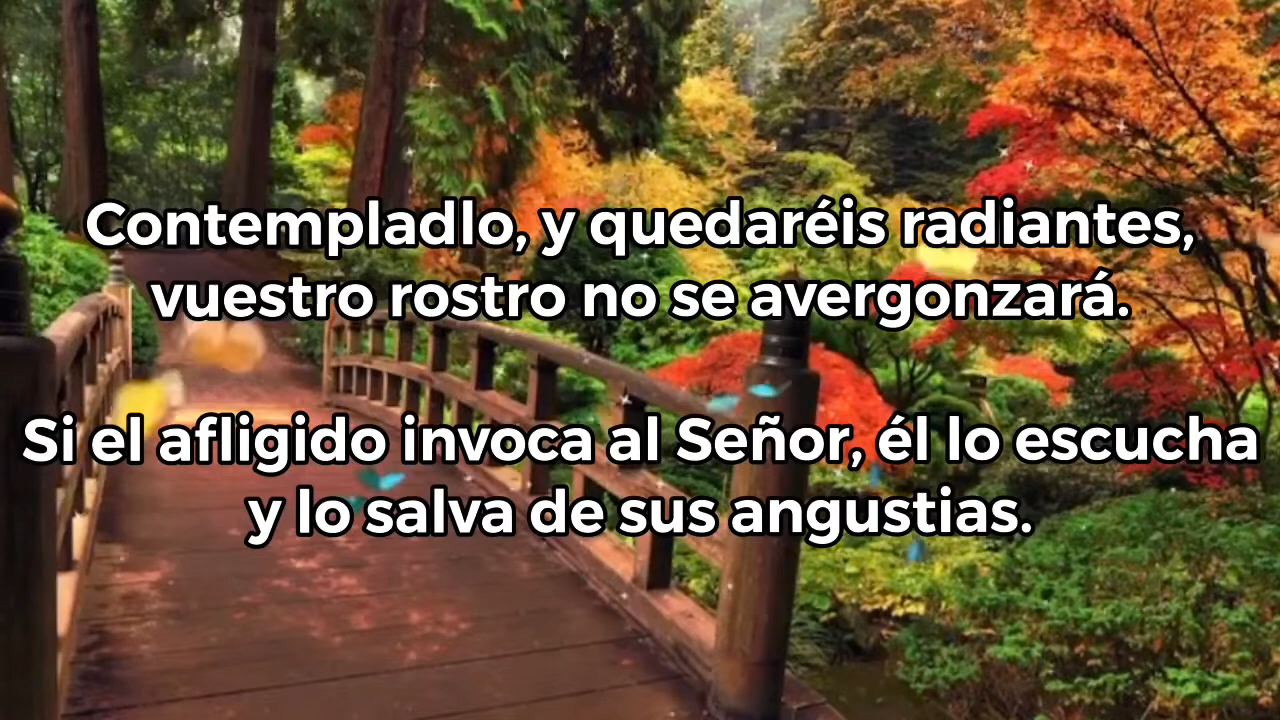 Contempladlo, y quedaréis radiantes,
vuestro rostro no se avergonzará.
Si el afligido invoca al Señor, él lo escucha
y lo salva de sus angustias.